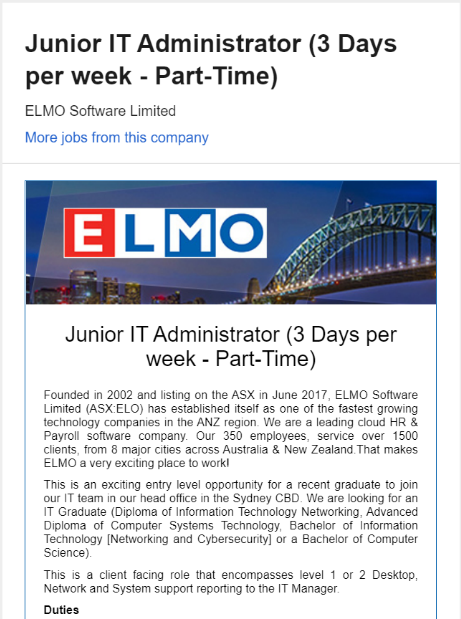 Junior IT Administrator (3 Days
per week - Part-Time)
ELMO Software Limited
More jobs from this company
ELMO
Junior IT Administrator (3 Days per
week - Part-Time)
Founded in 2002 and listing on the ASX in June 2017, ELMO Software
Limited (ASX:ELO) has established itself as one of the fastest growing
technology companies in the ANZ region. We are a leading cloud HR &
Payroll software company. Our 350 employees, service over 1500
clients, from 8 major cities across Australia & New Zealand.That makes
ELMO a very exciting place to work!
This is an exciting entry level opportunity for a recent graduate to join
our IT team in our head office in the Sydney CBD. We are looking for an
IT Graduate (Diploma of Information Technology Networking, Advanced
Diploma of Computer Systems Technology, Bachelor of Information
Technology [Networking and Cybersecurity] or a Bachelor of Computer
Science).
This is a client facing role that encompasses level 1 or 2 Desktop,
Network and System support reporting to the IT Manager.
Duties